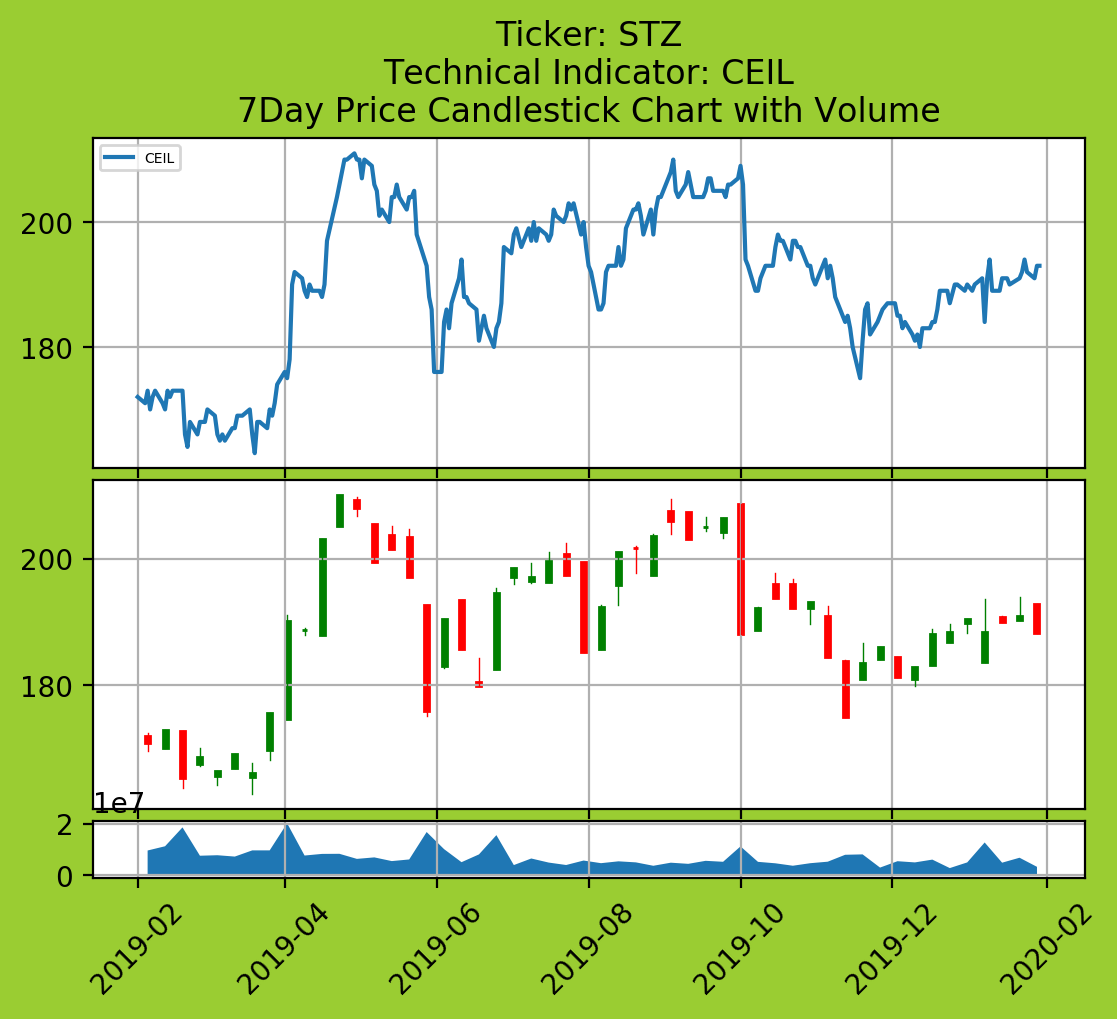 Ticker: STZ
Technical Indicator: CEIL
7Day Price Candlestick Chart with Volume
CEIL
200
180
200
180
1e7
2
0
2019-02
2019-04
2019-06
2019-08
2019-10
2019-12
2020-02